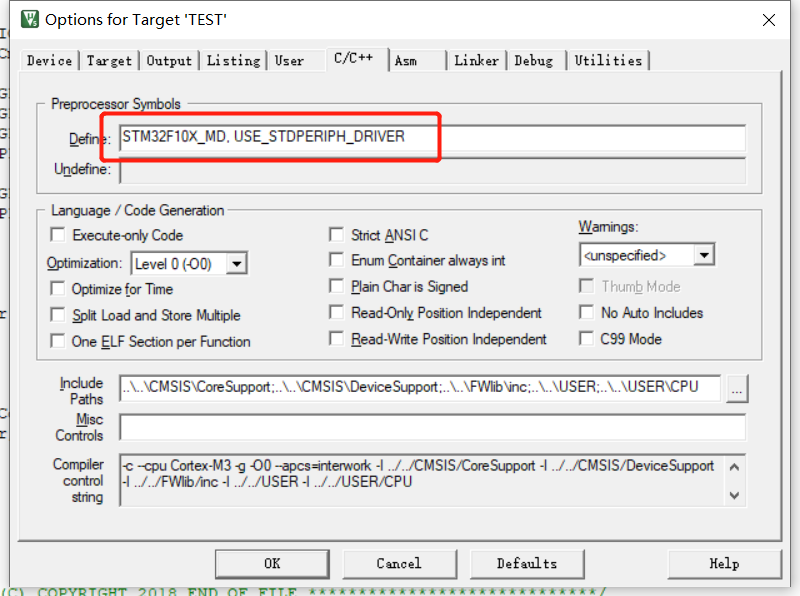 Options for Target 'TEST'
Device Target Output Listing User C/C++ Asm Linker Debug Utilities
Preprocessor Symbols
Define: STM32F10X_MD, USE_STDPERIPH_DRIVER
Undefine:
Language / Code Generation
Execute-only Code
Optimization: Level 0 (-O0)
Optimize for Time
Split Load and Store Multiple
One ELF Section per Function
Strict ANSI C
Enum Container always int
Plain Char is Signed
Read-Only Position Independent
Read-Write Position Independent
Warnings:
<unspecified>
Thumb Mode
No Auto Includes
C99 Mode
Include
Paths
..\..\CMSIS\CoreSupport;..\..\CMSIS\DeviceSupport;..\..\FWlib\inc;..\..\USER;..\..\USER\CPU
...
Misc
Controls
Compiler
control
string
-c --cpu Cortex-M3 -g -O0 --apcs=interwork -I ../../CMSIS/CoreSupport -I ../../CMSIS/DeviceSupport
-I ../../FWlib/inc -I ../../USER -I ../../USER/CPU
OK Cancel Defaults Help
(C) COPYRIGHT 2018 END OF FILE ******************************/